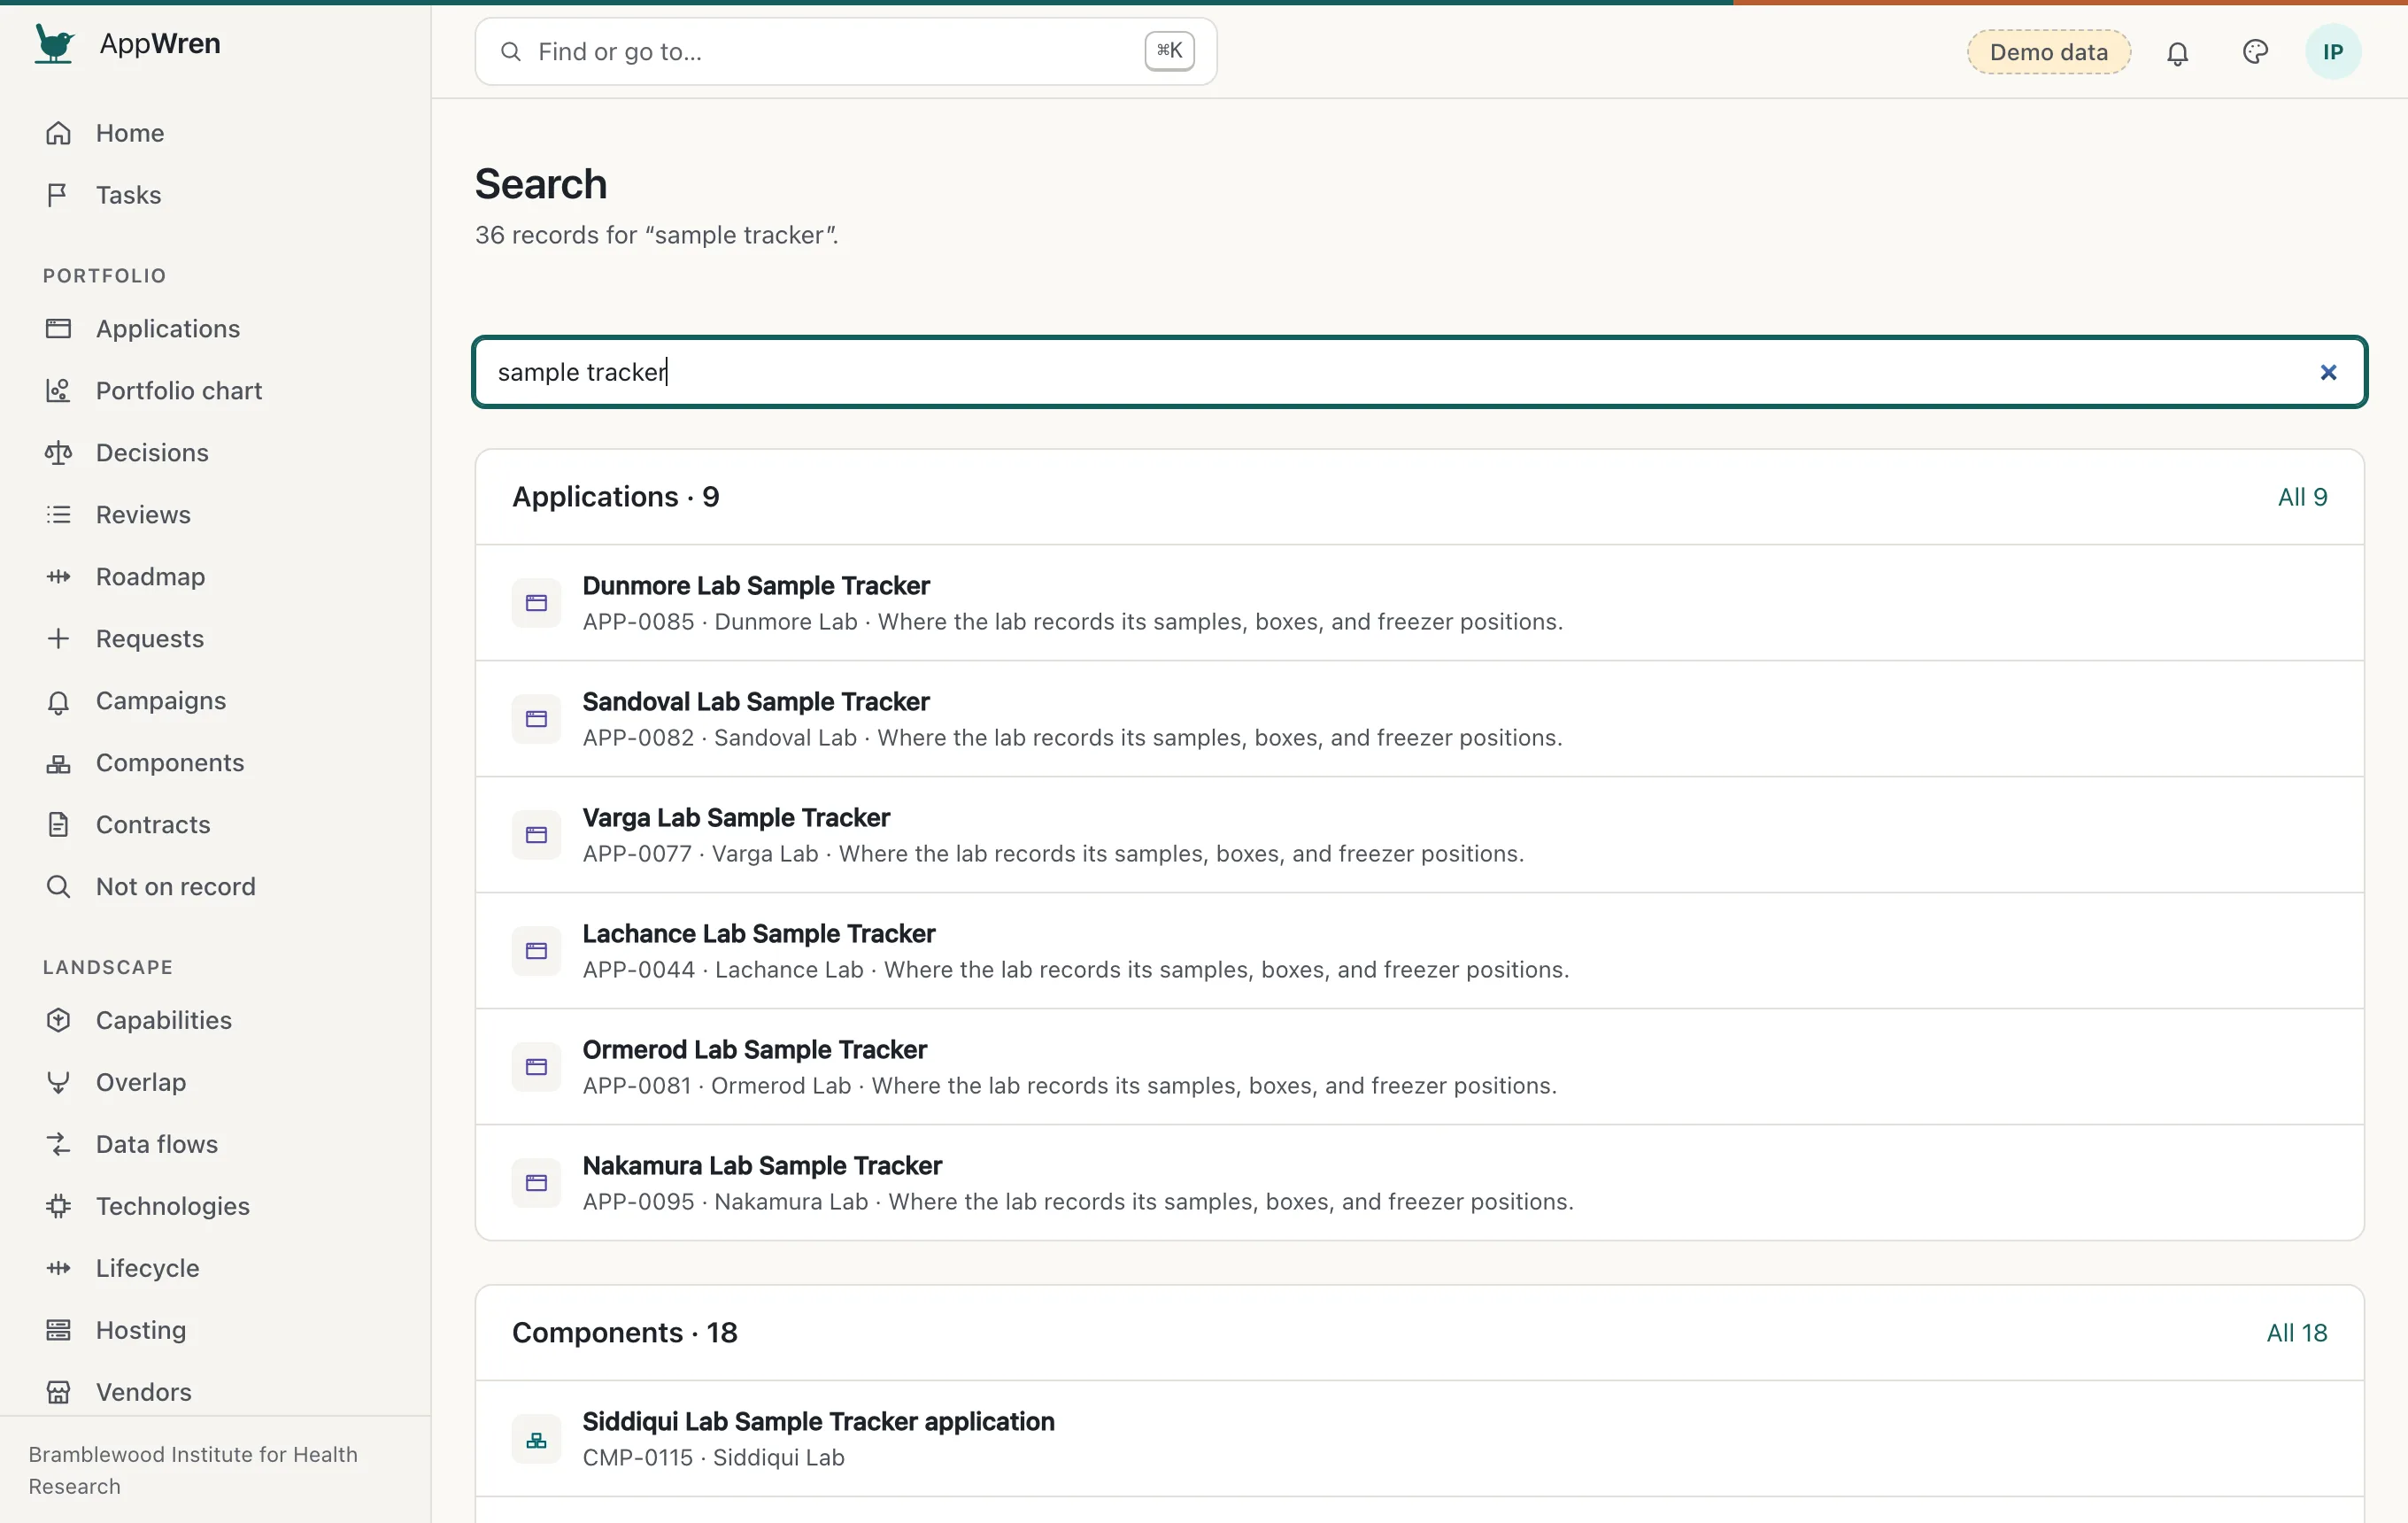 AppWren
Find or go to...
⌘K
Demo data
IP
Home
Tasks
PORTFOLIO
Applications
Portfolio chart
Decisions
Reviews
Roadmap
Requests
Campaigns
Components
Contracts
Not on record
LANDSCAPE
Capabilities
Overlap
Data flows
Technologies
Lifecycle
Hosting
Vendors
Bramblewood Institute for Health
Research
Search
36 records for “sample tracker”.
sample tracker
Applications · 9
All 9
Dunmore Lab Sample Tracker
APP-0085 · Dunmore Lab · Where the lab records its samples, boxes, and freezer positions.
Sandoval Lab Sample Tracker
APP-0082 · Sandoval Lab · Where the lab records its samples, boxes, and freezer positions.
Varga Lab Sample Tracker
APP-0077 · Varga Lab · Where the lab records its samples, boxes, and freezer positions.
Lachance Lab Sample Tracker
APP-0044 · Lachance Lab · Where the lab records its samples, boxes, and freezer positions.
Ormerod Lab Sample Tracker
APP-0081 · Ormerod Lab · Where the lab records its samples, boxes, and freezer positions.
Nakamura Lab Sample Tracker
APP-0095 · Nakamura Lab · Where the lab records its samples, boxes, and freezer positions.
Components · 18
All 18
Siddiqui Lab Sample Tracker application
CMP-0115 · Siddiqui Lab